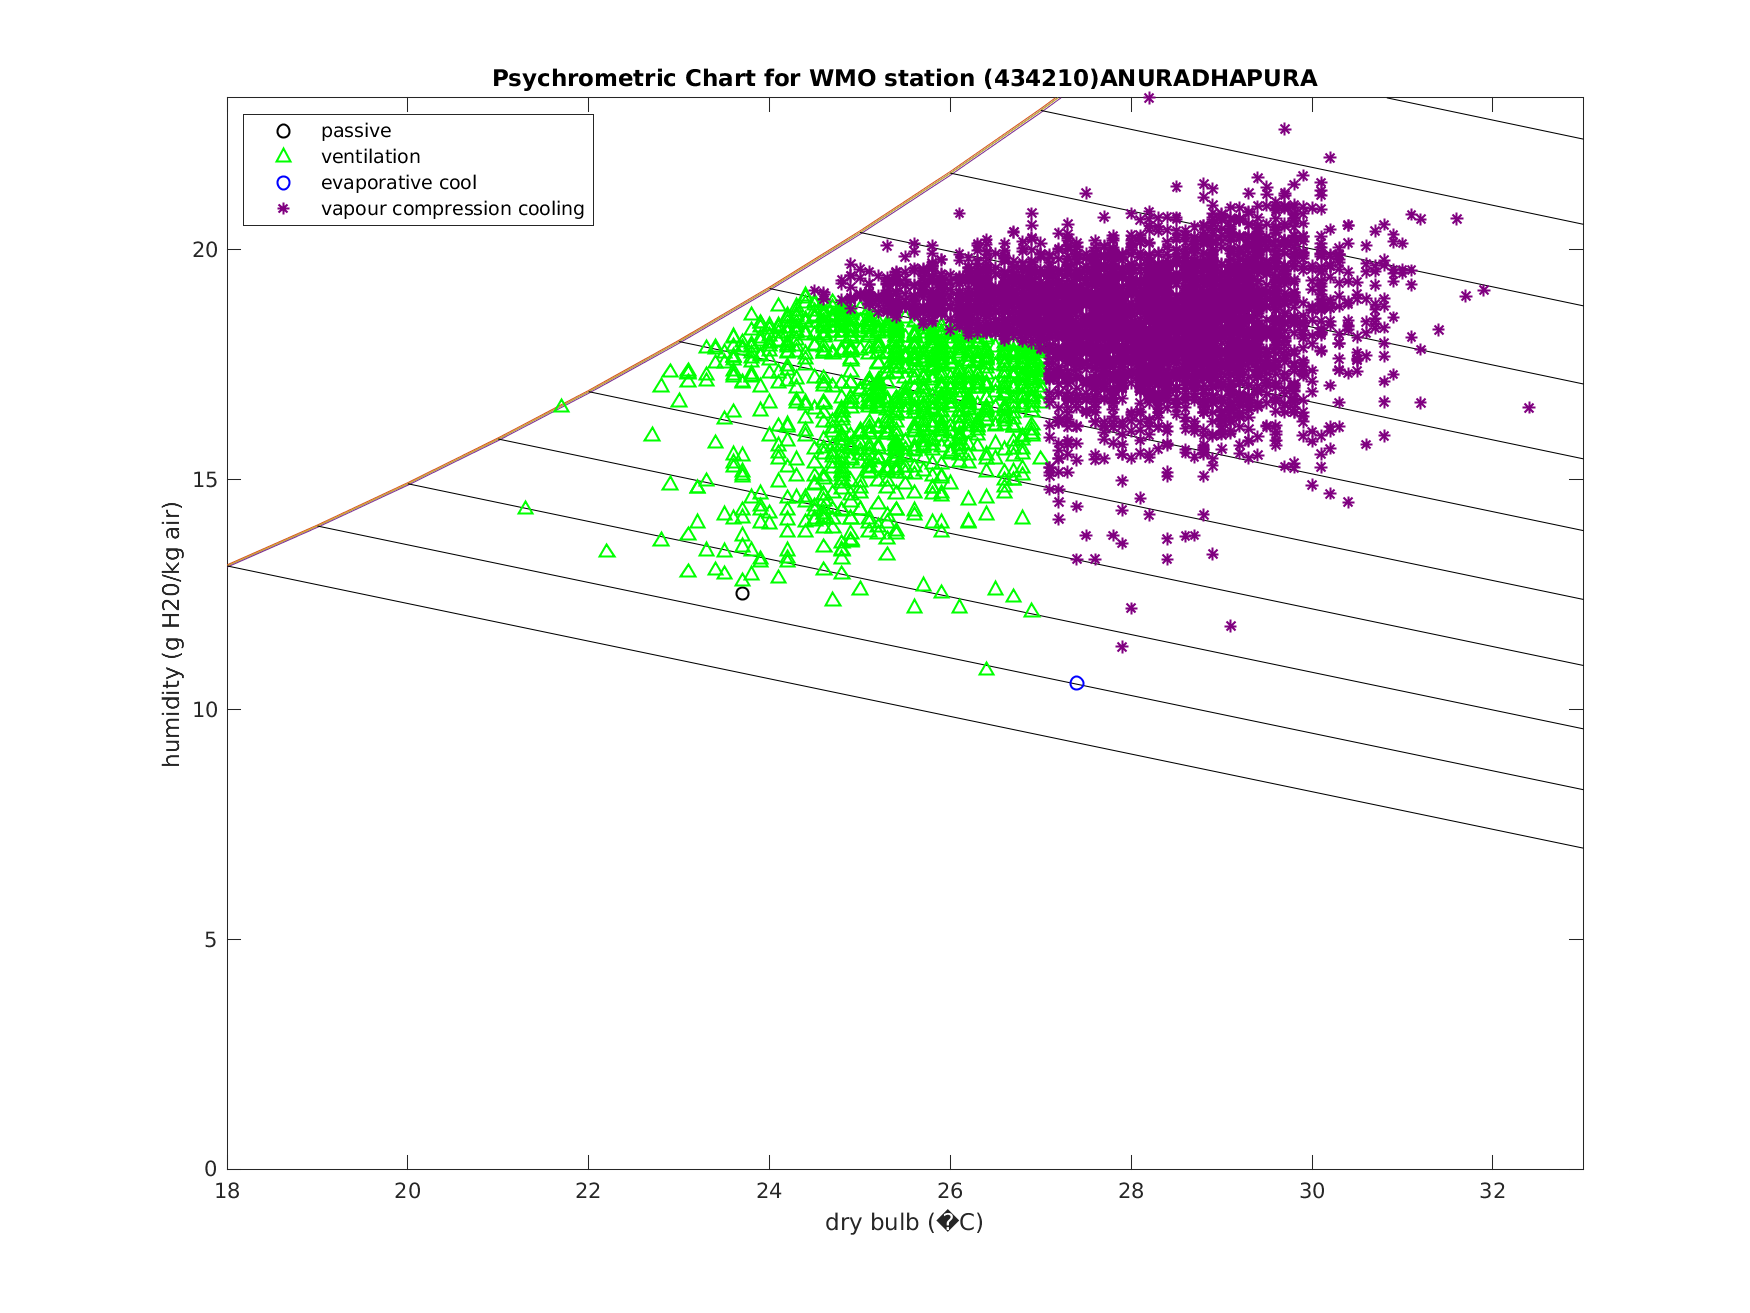 Psychrometric Chart for WMO station (434210)ANURADHAPURA
passive
ventilation
evaporative cool
vapour compression cooling
humidity (g H20/kg air)
20
15
10
5
0
18 20 22 24 26 28 30 32
dry bulb (�C)